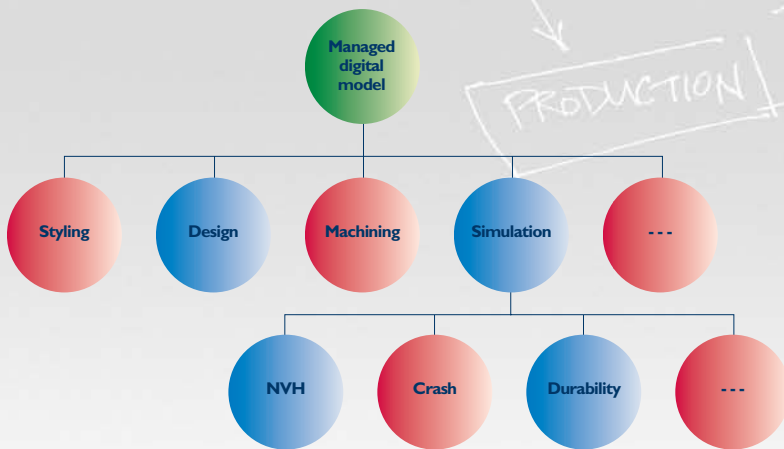 Managed
digital
model
PRODUCTION
Styling
Design
Machining
Simulation
- - -
NVH
Crash
Durability
- - -